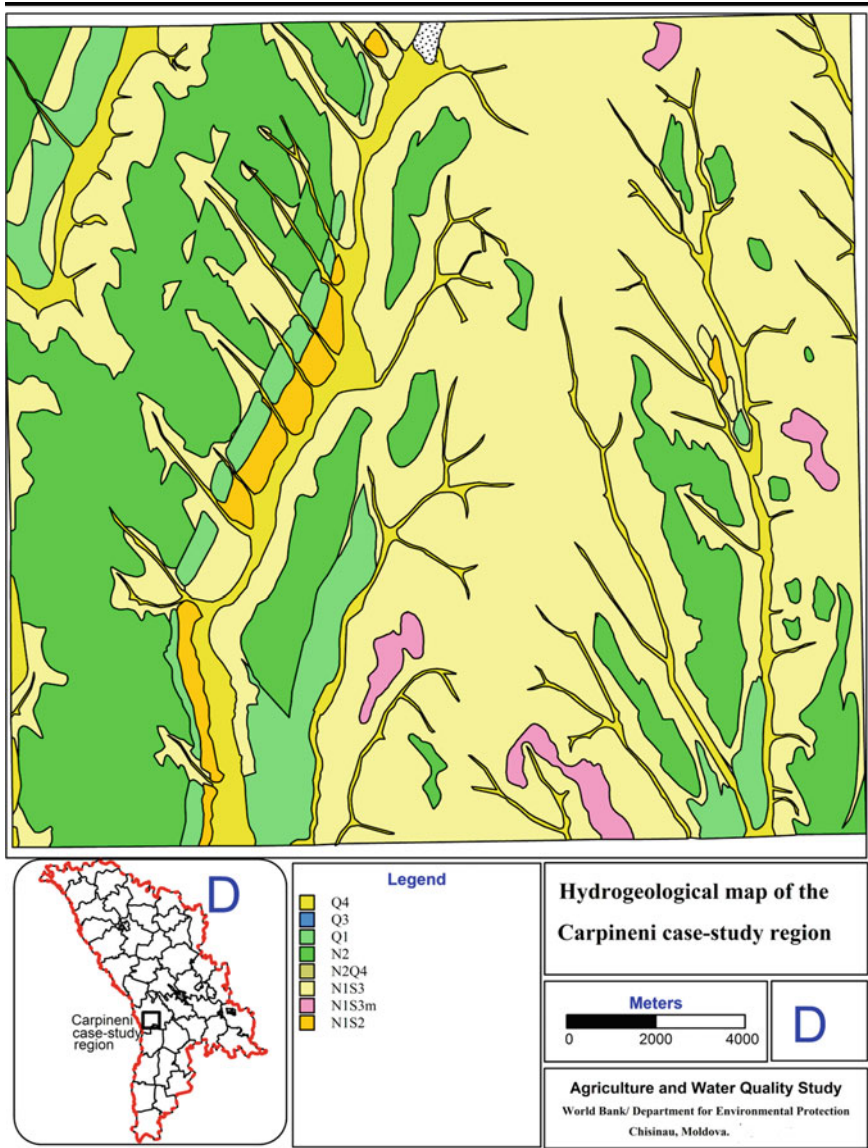 D
Carpineni
case-study
region
Legend
Q4
Q3
Q1
N2
N2Q4
N1S3
N1S3m
N1S2
Hydrogeological map of the
Carpineni case-study region
Meters
0 2000 4000
D
Agriculture and Water Quality Study
World Bank/ Department for Environmental Protection
Chisinau, Moldova.